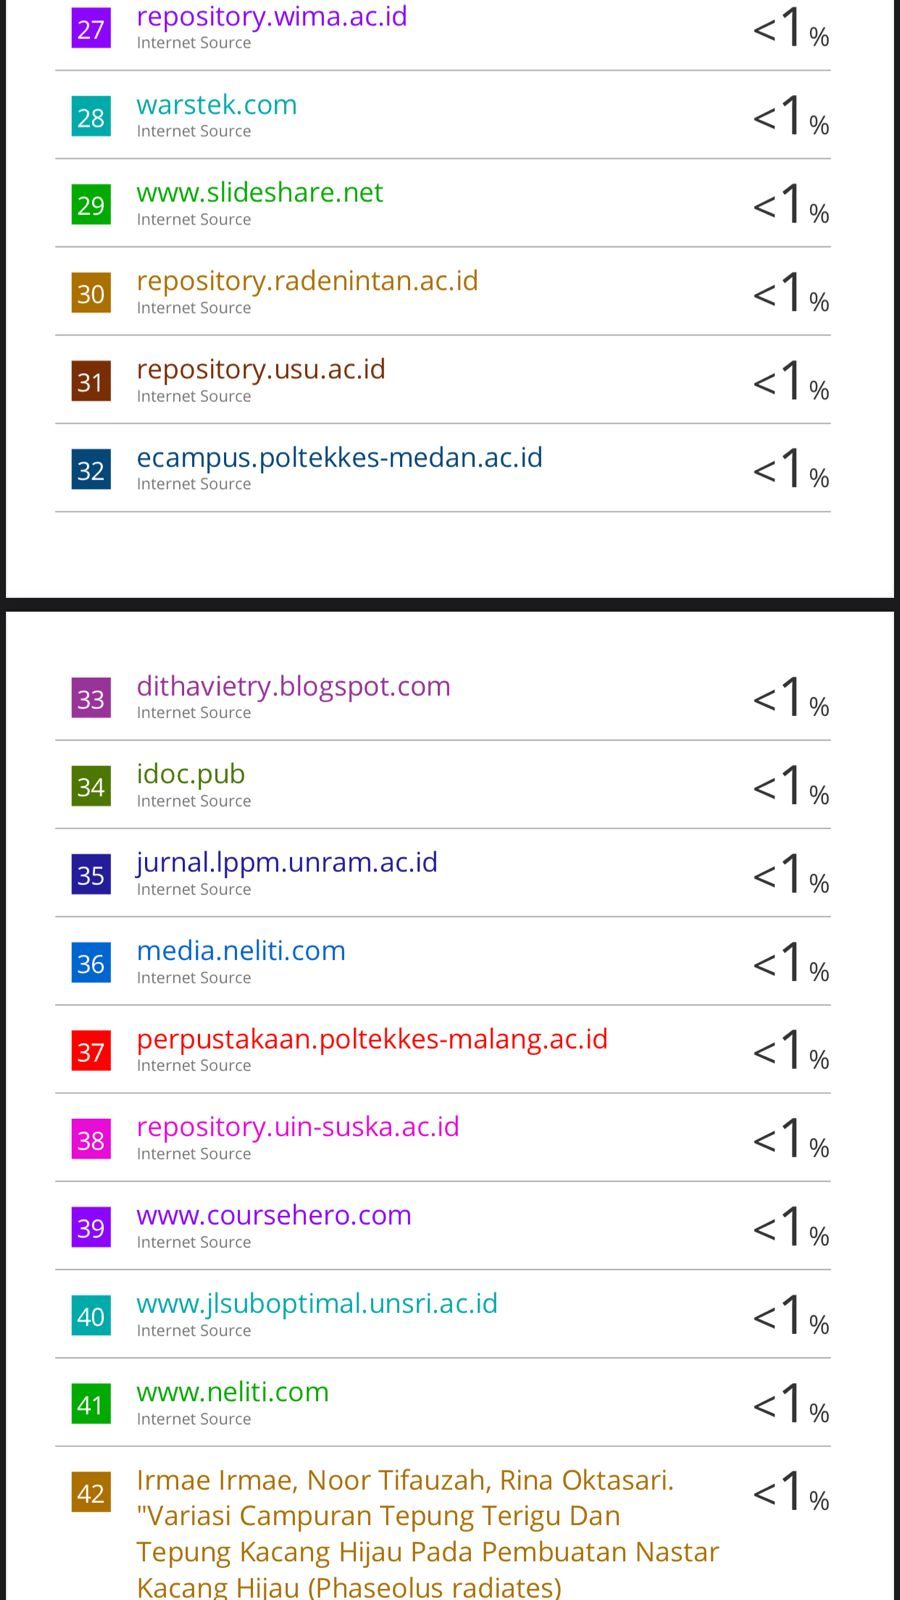 27 repository.wima.ac.id <1%
Internet Source
28 warstek.com <1%
Internet Source
29 www.slideshare.net <1%
Internet Source
30 repository.radenintan.ac.id <1%
Internet Source
31 repository.usu.ac.id <1%
Internet Source
32 ecampus.poltekkes-medan.ac.id <1%
Internet Source
33 dithavietry.blogspot.com <1%
Internet Source
34 idoc.pub <1%
Internet Source
35 jurnal.lppm.unram.ac.id <1%
Internet Source
36 media.neliti.com <1%
Internet Source
37 perpustakaan.poltekkes-malang.ac.id <1%
Internet Source
38 repository.uin-suska.ac.id <1%
Internet Source
39 www.coursehero.com <1%
Internet Source
40 www.jlsuboptimal.unsri.ac.id <1%
Internet Source
41 www.neliti.com <1%
Internet Source
42 Irmae Irmae, Noor Tifauzah, Rina Oktasari. <1%
"Variasi Campuran Tepung Terigu Dan
Tepung Kacang Hijau Pada Pembuatan Nastar
Kacang Hijau (Phaseolus radiates)